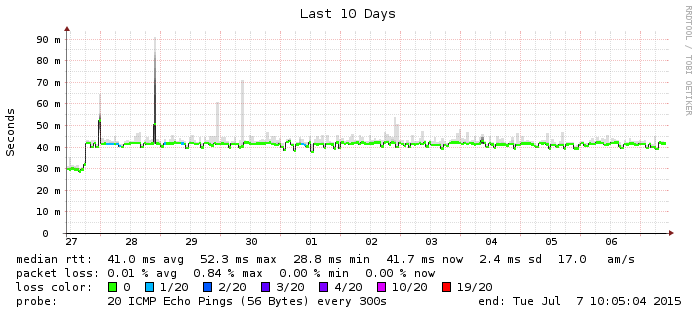 Last 10 Days
RRDTOOL / TOBI OETIKER
Seconds
90 m
80 m
70 m
60 m
50 m
40 m
30 m
20 m
10 m
0
27 28 29 30 01 02 03 04 05 06
median rtt: 41.0 ms avg 52.3 ms max 28.8 ms min 41.7 ms now 2.4 ms sd 17.0 am/s
packet loss: 0.01 % avg 0.84 % max 0.00 % min 0.00 % now
loss color: 0 1/20 2/20 3/20 4/20 10/20 19/20
probe: 20 ICMP Echo Pings (56 Bytes) every 300s end: Tue Jul 7 10:05:04 2015